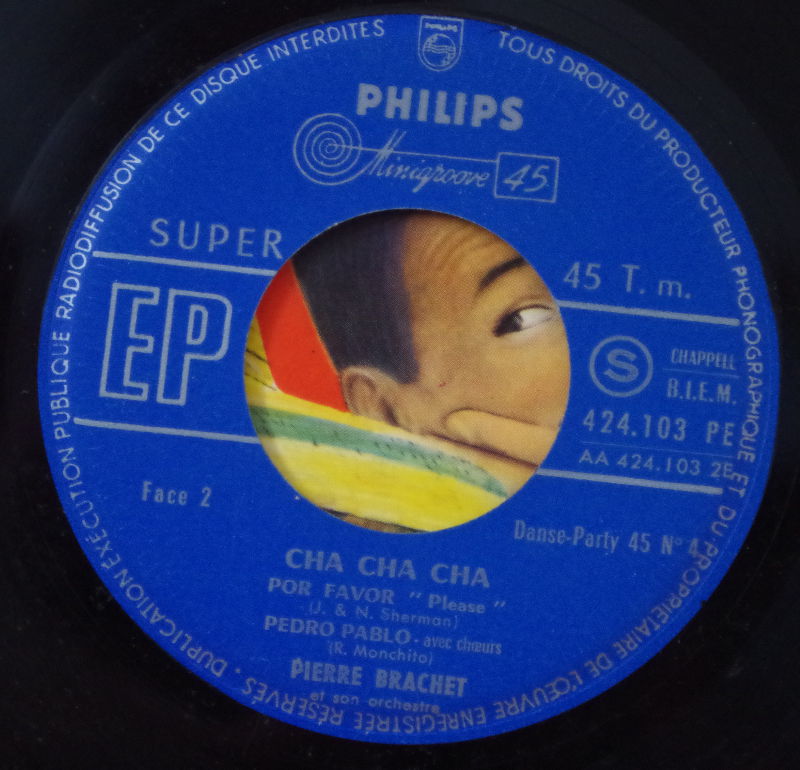 TOUS DROITS DU PRODUCTEUR PHONOGRAPHIQUE ET DU PROPRIETAIRE DE L'ŒUVRE ENREGISTRÉE RÉSERVÉS · DUPLICATION EXÉCUTION PUBLIQUE RADIODIFFUSION DE CE DISQUE INTERDITES
PHILIPS
PHILIPS
Minigroove 45
SUPER
EP
45 T. m.
S
CHAPPELL
B.I.E.M.
424.103 PE
AA 424.103 2E
Face 2
Danse-Party 45 N° 4
CHA CHA CHA
POR FAVOR " Please "
(J. & N. Sherman)
PEDRO PABLO - avec chœurs
(R. Monchito)
PIERRE BRACHET
et son orchestre